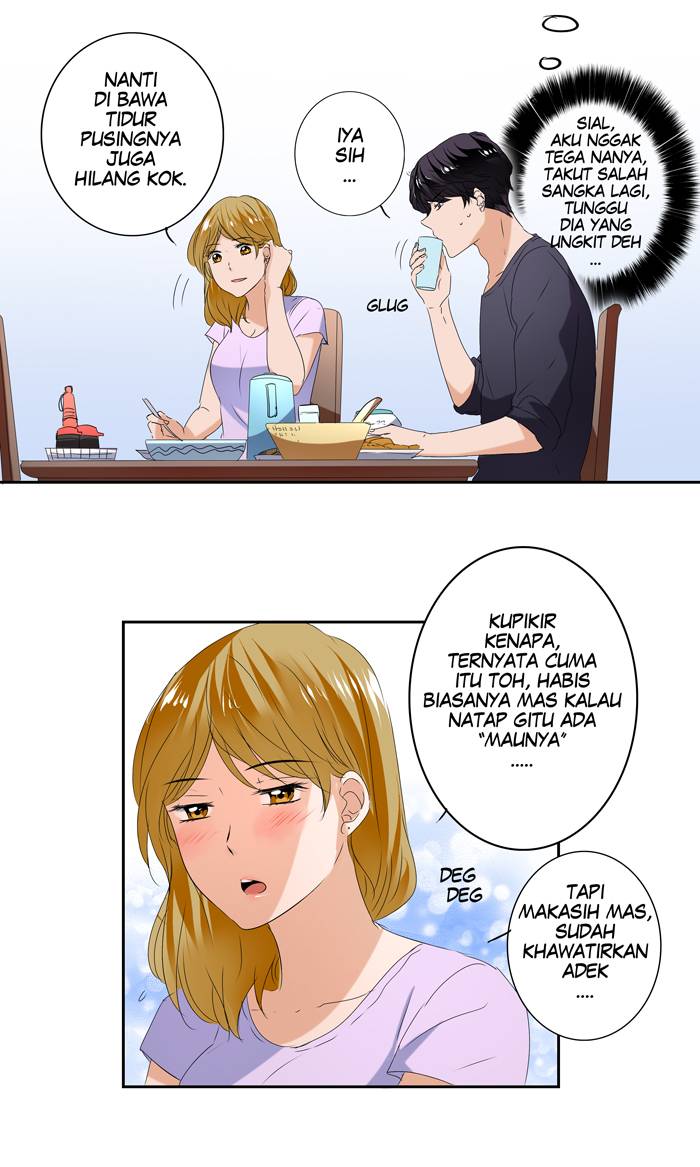 NANTI
DI BAWA
TIDUR
PUSINGNYA
JUGA
HILANG KOK.
IYA
SIH
...
SIAL,
AKU NGGAK
TEGA NANYA,
TAKUT SALAH
SANGKA LAGI,
TUNGGU
DIA YANG
UNGKIT DEH
...
GLUG
KUPIKIR
KENAPA,
TERNYATA CUMA
ITU TOH, HABIS
BIASANYA MAS KALAU
NATAP GITU ADA
"MAUNYA"
.....
DEG
DEG
TAPI
MAKASIH MAS,
SUDAH
KHAWATIRKAN
ADEK
....